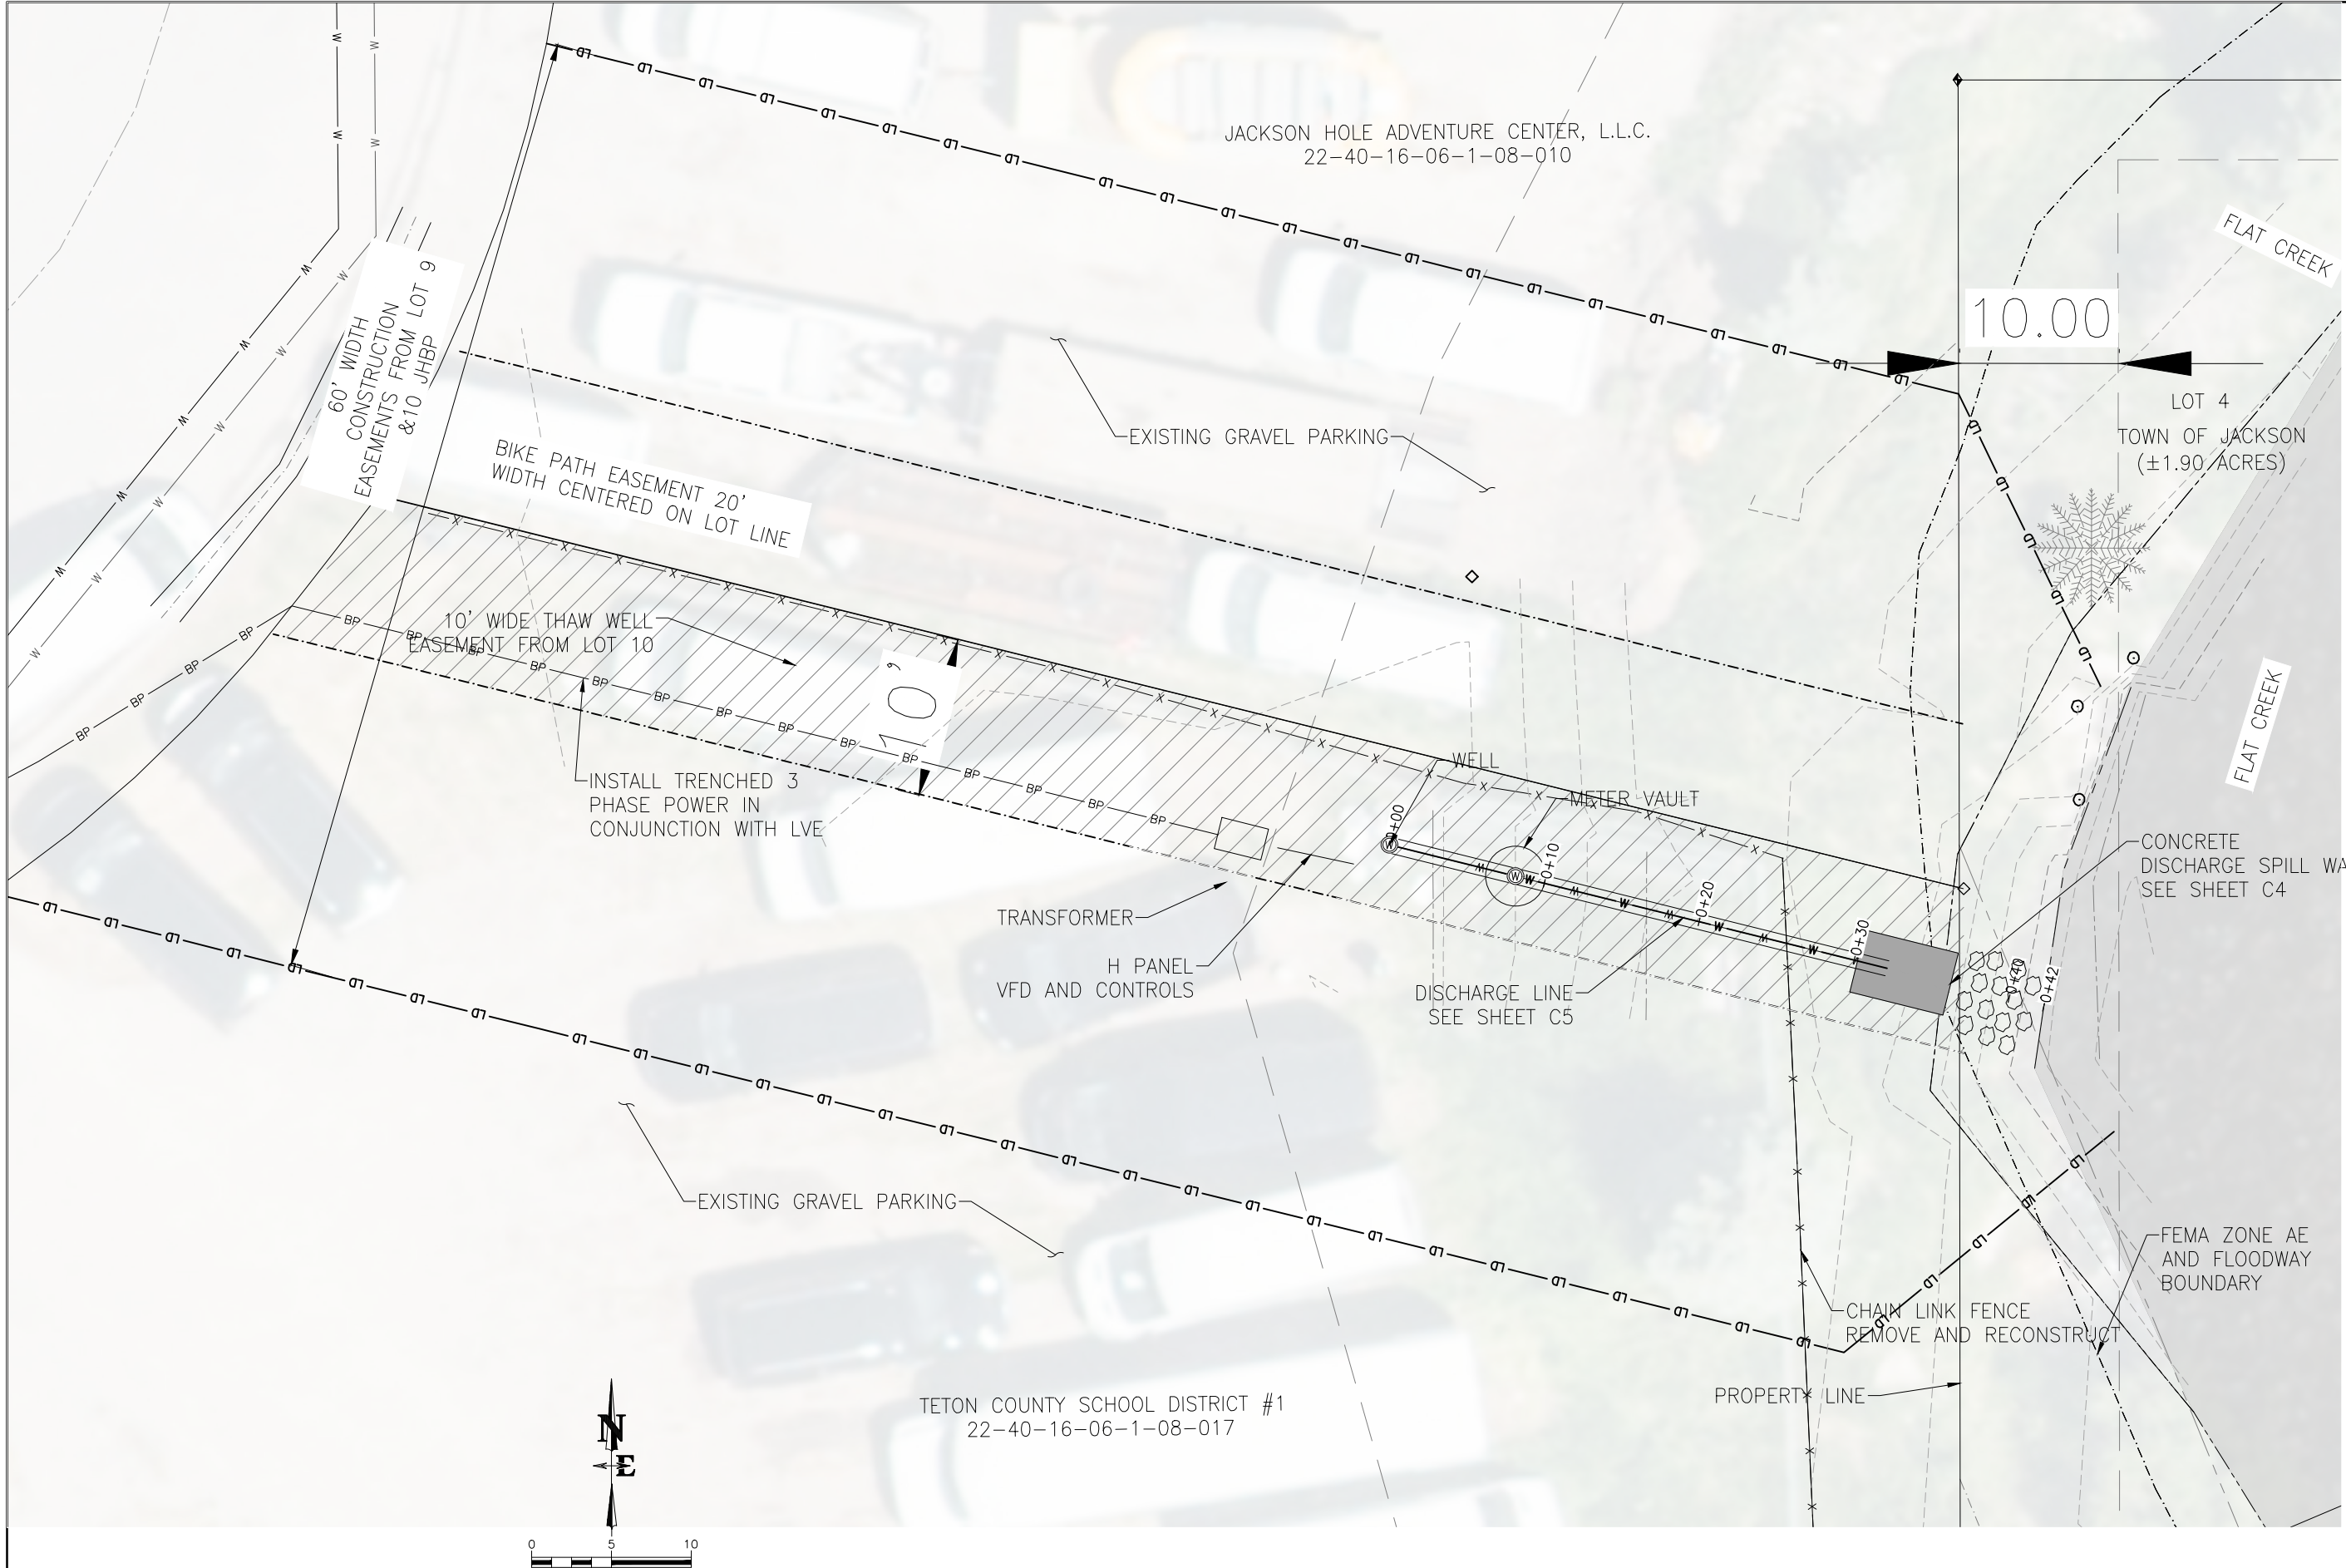 JACKSON HOLE ADVENTURE CENTER, L.L.C.
22-40-16-06-1-08-010
FLAT CREEK
10.00
60' WIDTH
CONSTRUCTION
EASEMENTS FROM LOT 9
&10 JHBP
LOT 4
TOWN OF JACKSON
(±1.90 ACRES)
EXISTING GRAVEL PARKING
BIKE PATH EASEMENT 20'
WIDTH CENTERED ON LOT LINE
10' WIDE THAW WELL
EASEMENT FROM LOT 10
10'
FLAT CREEK
INSTALL TRENCHED 3
PHASE POWER IN
CONJUNCTION WITH LVE
WELL
METER VAULT
0+00
0+10
0+20
0+30
0+40
0+42
CONCRETE
DISCHARGE SPILL WA
SEE SHEET C4
TRANSFORMER
H PANEL
VFD AND CONTROLS
DISCHARGE LINE
SEE SHEET C5
EXISTING GRAVEL PARKING
FEMA ZONE AE
AND FLOODWAY
BOUNDARY
CHAIN LINK FENCE
REMOVE AND RECONSTRUCT
PROPERTY LINE
TETON COUNTY SCHOOL DISTRICT #1
22-40-16-06-1-08-017
N
E
0 5 10